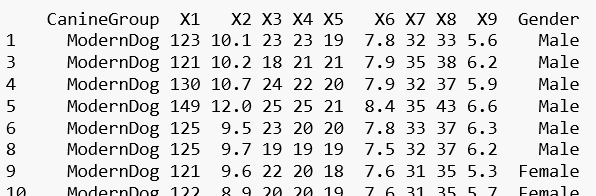 CanineGroup X1 X2 X3 X4 X5 X6 X7 X8 X9 Gender
1 ModernDog 123 10.1 23 23 19 7.8 32 33 5.6 Male
3 ModernDog 121 10.2 18 21 21 7.9 35 38 6.2 Male
4 ModernDog 130 10.7 24 22 20 7.9 32 37 5.9 Male
5 ModernDog 149 12.0 25 25 21 8.4 35 43 6.6 Male
6 ModernDog 125 9.5 23 20 20 7.8 33 37 6.3 Male
8 ModernDog 125 9.7 19 19 19 7.5 32 37 6.2 Male
9 ModernDog 121 9.6 22 20 18 7.6 31 35 5.3 Female
10 ModernDog 122 8.9 20 20 19 7.6 31 35 5.7 Female